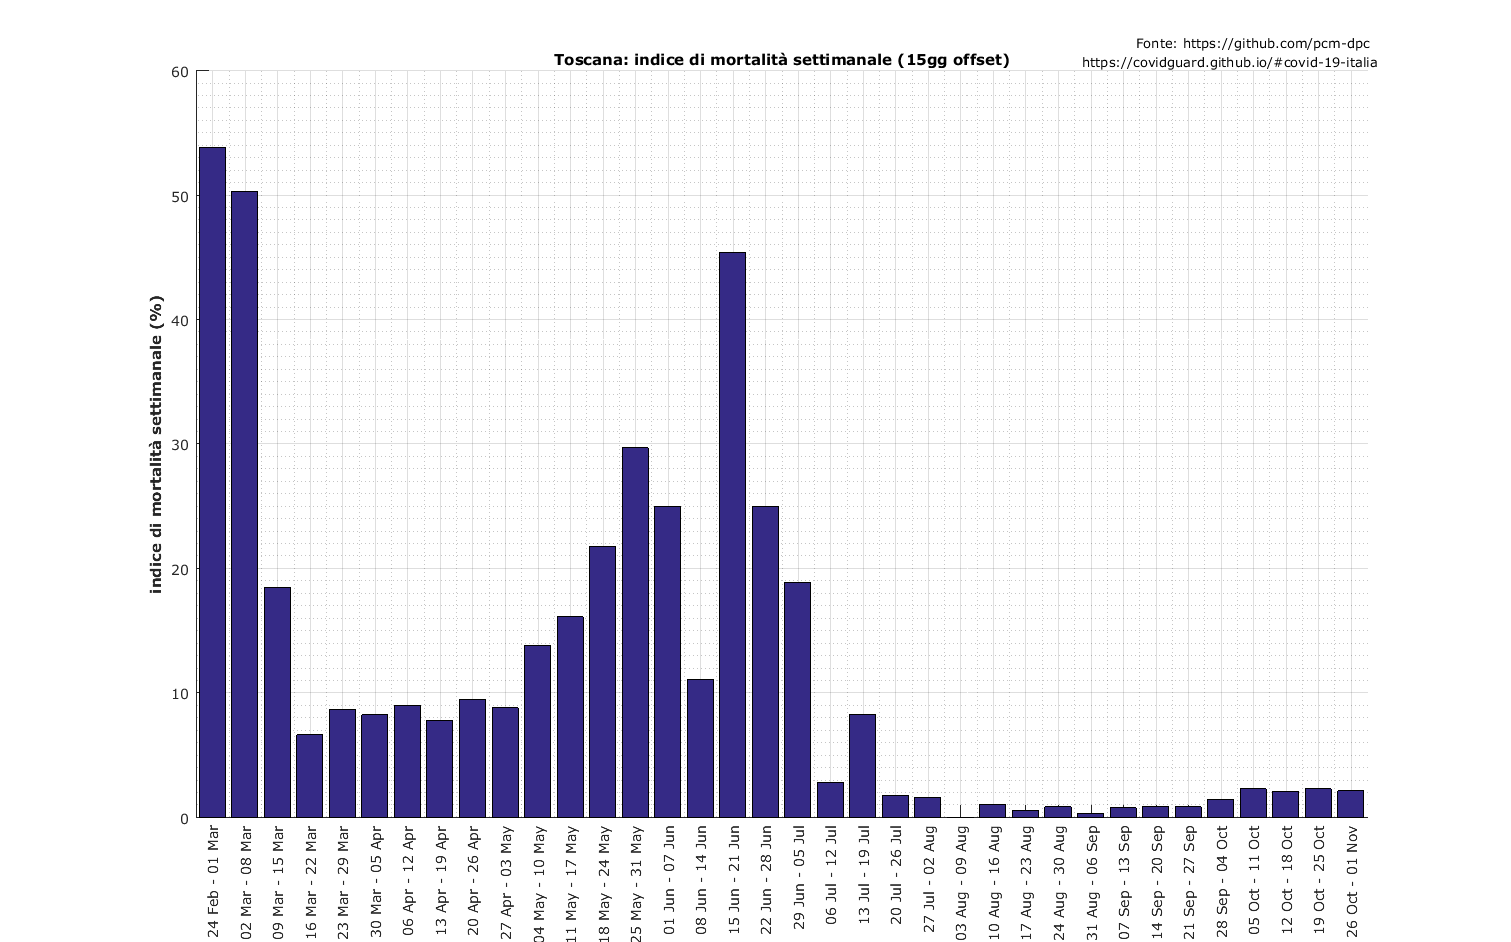 Fonte: https://github.com/pcm-dpc
https://covidguard.github.io/#covid-19-italia
Toscana: indice di mortalità settimanale (15gg offset)
indice di mortalità settimanale (%)
60
50
40
30
20
10
0
24 Feb - 01 Mar
02 Mar - 08 Mar
09 Mar - 15 Mar
16 Mar - 22 Mar
23 Mar - 29 Mar
30 Mar - 05 Apr
06 Apr - 12 Apr
13 Apr - 19 Apr
20 Apr - 26 Apr
27 Apr - 03 May
04 May - 10 May
11 May - 17 May
18 May - 24 May
25 May - 31 May
01 Jun - 07 Jun
08 Jun - 14 Jun
15 Jun - 21 Jun
22 Jun - 28 Jun
29 Jun - 05 Jul
06 Jul - 12 Jul
13 Jul - 19 Jul
20 Jul - 26 Jul
27 Jul - 02 Aug
03 Aug - 09 Aug
10 Aug - 16 Aug
17 Aug - 23 Aug
24 Aug - 30 Aug
31 Aug - 06 Sep
07 Sep - 13 Sep
14 Sep - 20 Sep
21 Sep - 27 Sep
28 Sep - 04 Oct
05 Oct - 11 Oct
12 Oct - 18 Oct
19 Oct - 25 Oct
26 Oct - 01 Nov